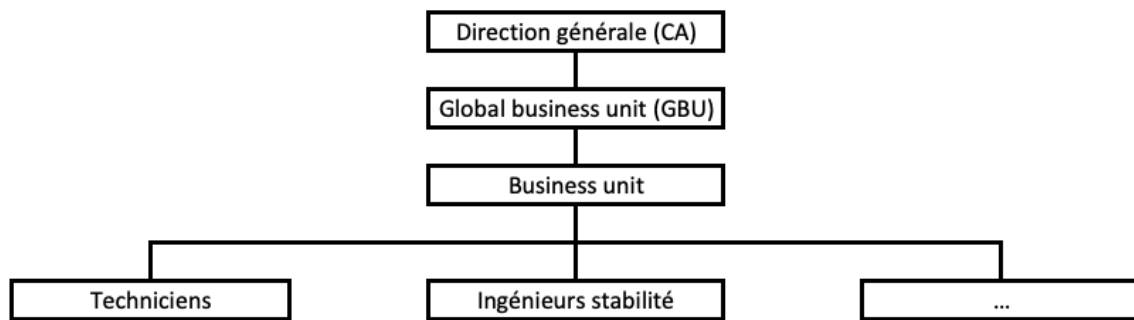 Direction générale (CA)
Global business unit (GBU)
Business unit
Techniciens
Ingénieurs stabilité
...